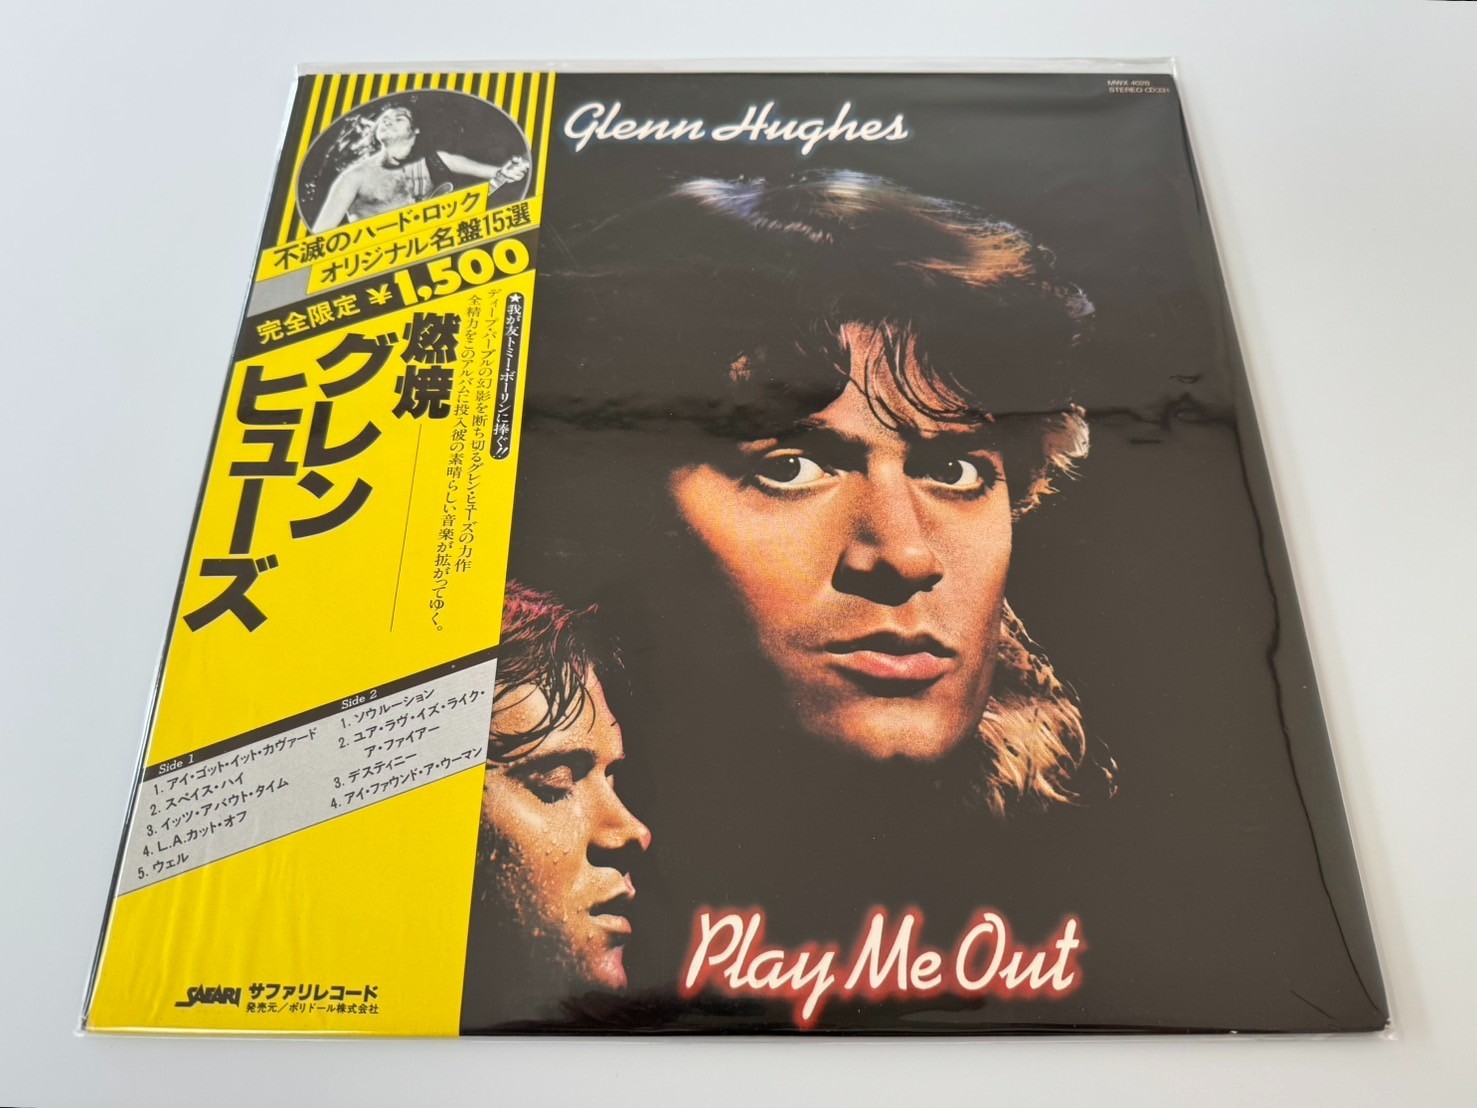 MWX 4026
STEREO
Glenn Hughes
不滅のハード・ロック
オリジナル名盤15選
完全限定 ¥1,500
★我が友トミー・ボーリンに捧ぐ!!
ディープ・パープルの幻影を断ち切るグレン・ヒューズの力作
全精力をこのアルバムに投入彼の素晴らしい音楽が拡がってゆく。
燃焼
グレン
ヒューズ
Side 1
1. アイ・ゴット・イット・カヴァード
2. スペイス・ハイ
3. イッツ・アバウト・タイム
4. L.A.カット・オフ
5. ウェル
Side 2
1. ソウルーション
2. ユア・ラヴ・イズ・ライク・
ア・ファイアー
3. デスティニー
4. アイ・ファウンド・ア・ウーマン
SAFARI サファリレコード
発売元/ポリドール株式会社
Play Me Out